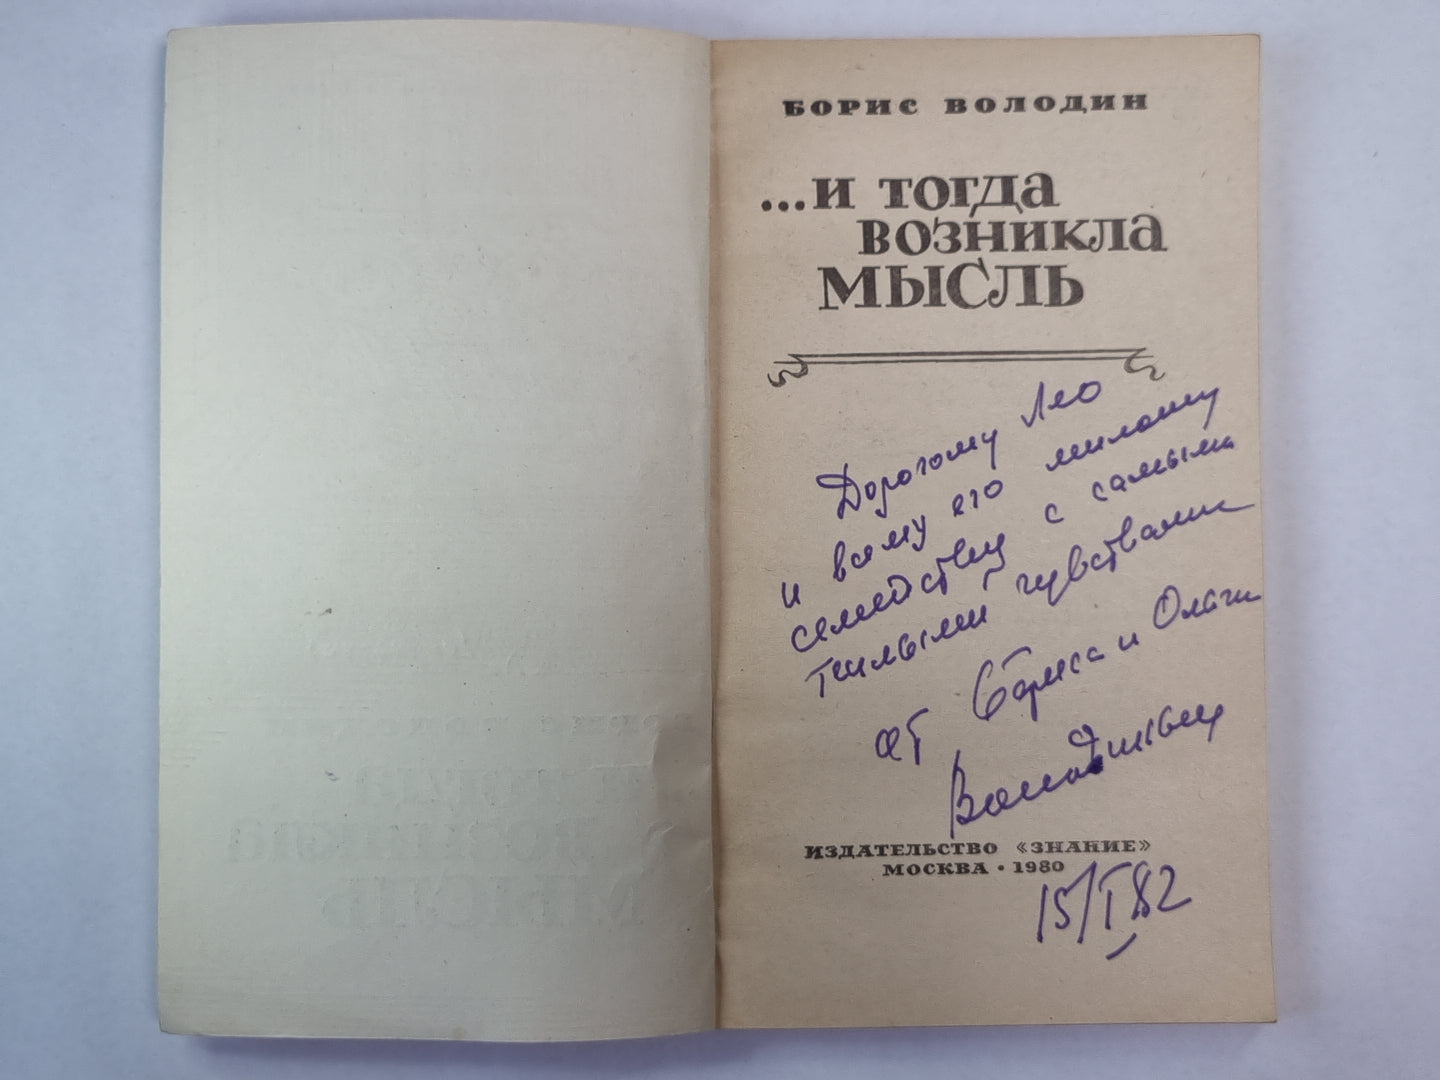 БОРИС ВОЛОДИН
...И ТОГДА
ВОЗНИКЛА
МЫСЛЬ
Дорогому Лео
и всему его милому
семейству с самыми
тёплыми чувствами
от Бориса и Ольги
Володиных
ИЗДАТЕЛЬСТВО «ЗНАНИЕ»
МОСКВА • 1980
15/I 82